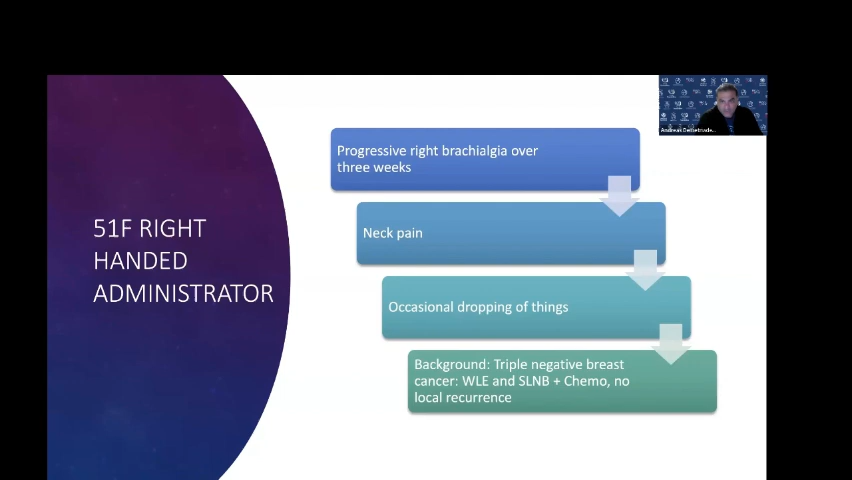 51F RIGHT
HANDED
ADMINISTRATOR
Progressive right brachialgia over
three weeks
Neck pain
Occasional dropping of things
Background: Triple negative breast
cancer: WLE and SLNB + Chemo, no
local recurrence